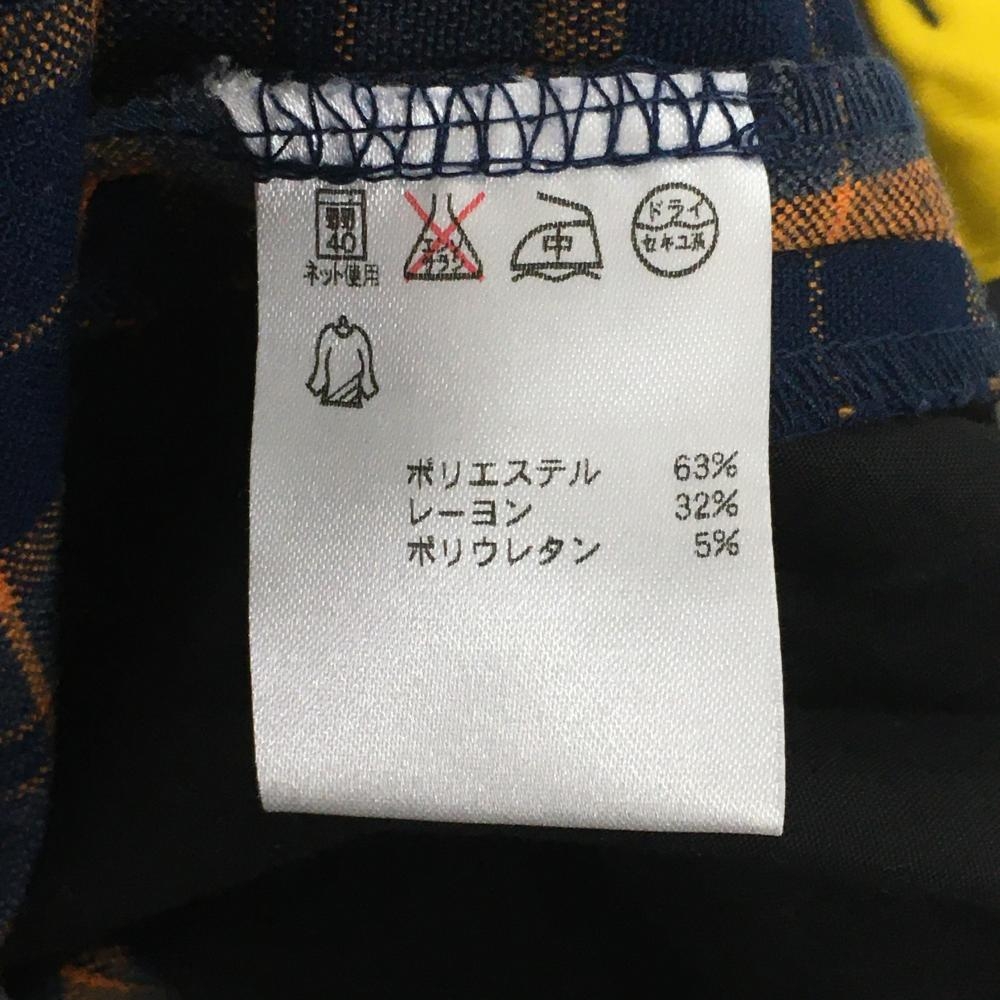 弱 40
ネット使用
エンソ
サラシ
中
ドライ
セキユ系
ポリエステル 63%
レーヨン 32%
ポリウレタン 5%